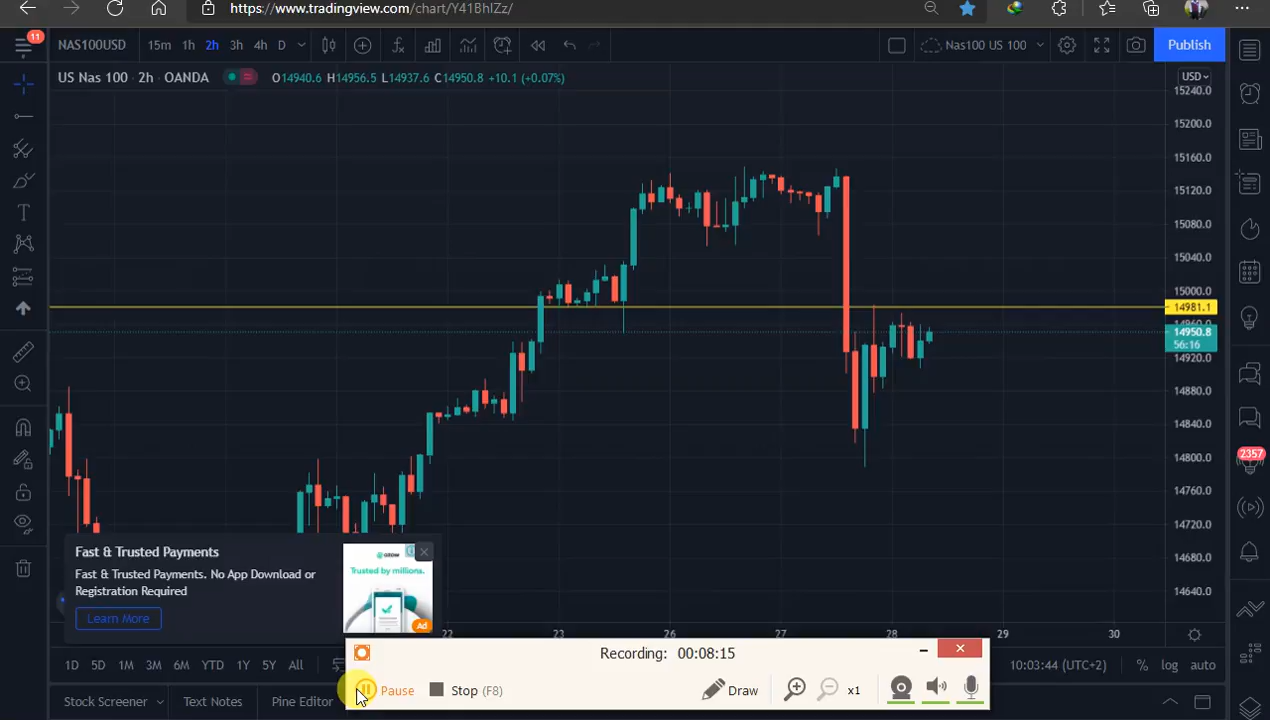 https://www.tradingview.com/chart/Y41BhlZz/
11
NAS100USD 15m 1h 2h 3h 4h D Nas100 US 100 Publish
US Nas 100 · 2h · OANDA O14940.6 H14956.5 L14937.6 C14950.8 +10.1 (+0.07%)
USD
15240.0
15200.0
15160.0
15120.0
15080.0
15040.0
15000.0
14981.1
14960.0
14950.8
56:16
14920.0
14880.0
14840.0
14800.0
14760.0
14720.0
14680.0
14640.0
2357
Fast & Trusted Payments
Fast & Trusted Payments. No App Download or
Registration Required
Learn More
OZOW
Trusted by millions.
Ad
22 23 26 27 28 29 30
1D 5D 1M 3M 6M YTD 1Y 5Y All
10:03:44 (UTC+2) % log auto
Recording: 00:08:15
Pause Stop (F8) Draw x1
Stock Screener Text Notes Pine Editor